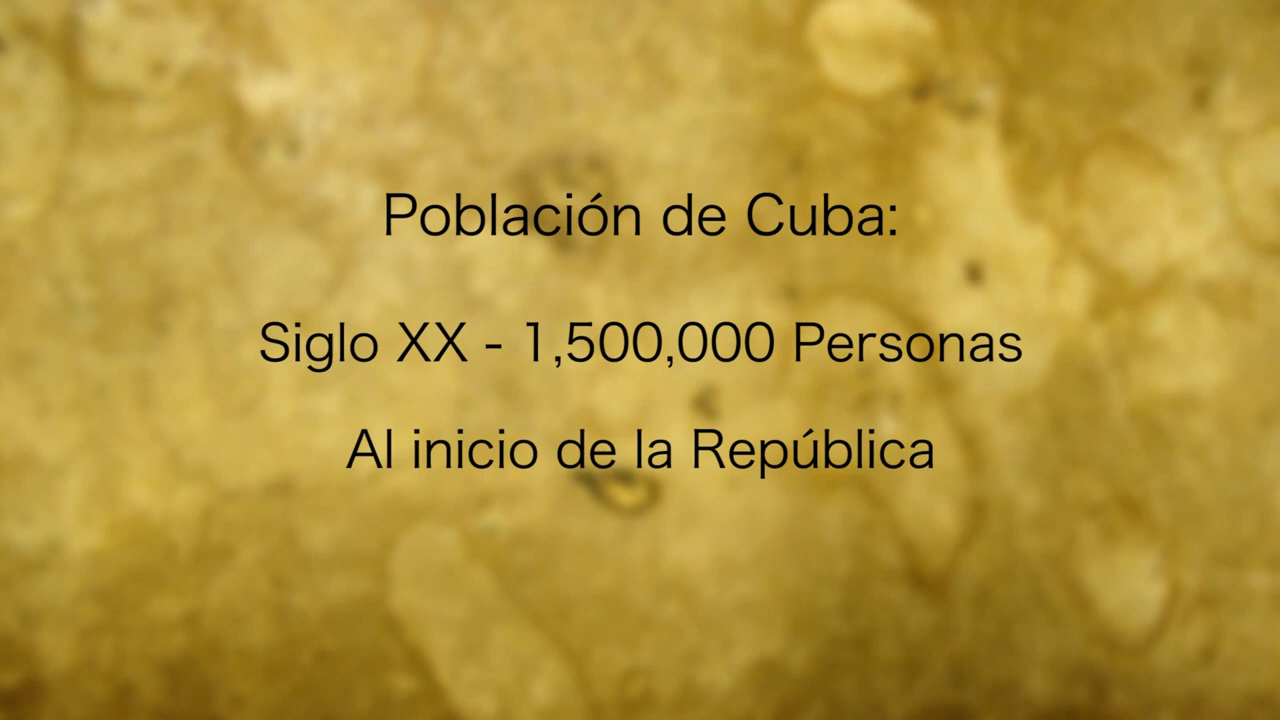 Población de Cuba:
Siglo XX - 1,500,000 Personas
Al inicio de la República